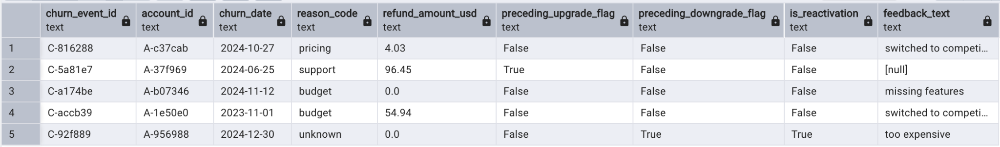 churn_event_id account_id churn_date reason_code refund_amount_usd preceding_upgrade_flag preceding_downgrade_flag is_reactivation feedback_text
text text text text text text text text text
1 C-816288 A-c37cab 2024-10-27 pricing 4.03 False False False switched to competi...
2 C-5a81e7 A-37f969 2024-06-25 support 96.45 True False False [null]
3 C-a174be A-b07346 2024-11-12 budget 0.0 False False False missing features
4 C-accb39 A-1e50e0 2023-11-01 budget 54.94 False False False switched to competi...
5 C-92f889 A-956988 2024-12-30 unknown 0.0 False True True too expensive